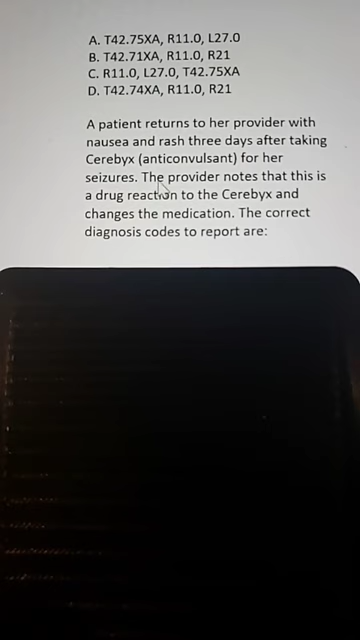 A. T42.75XA, R11.0, L27.0
B. T42.71XA, R11.0, R21
C. R11.0, L27.0, T42.75XA
D. T42.74XA, R11.0, R21
A patient returns to her provider with
nausea and rash three days after taking
Cerebyx (anticonvulsant) for her
seizures. The provider notes that this is
a drug reaction to the Cerebyx and
changes the medication. The correct
diagnosis codes to report are: